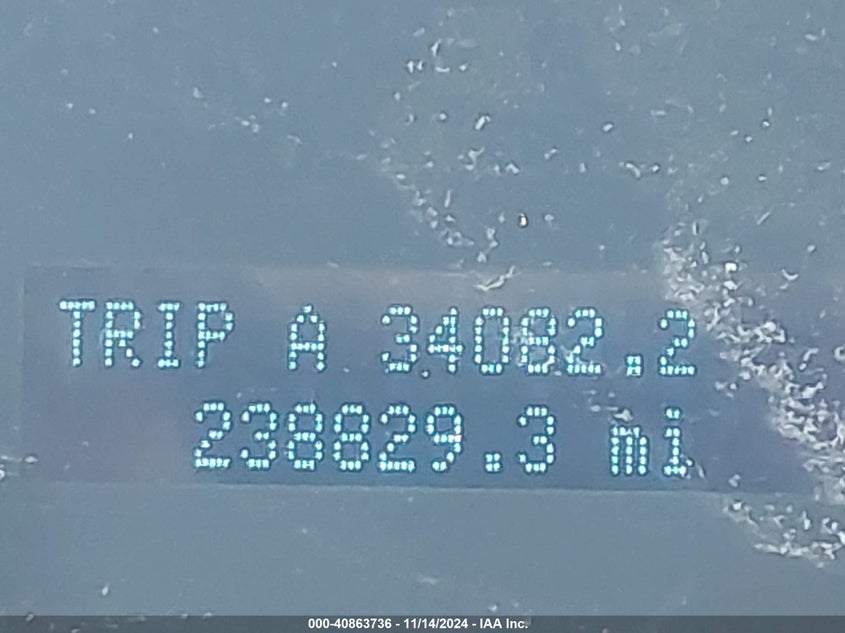 TRIP A 34082.2
238829.3 mi
000-40863736 - 11/14/2024 - IAA Inc.